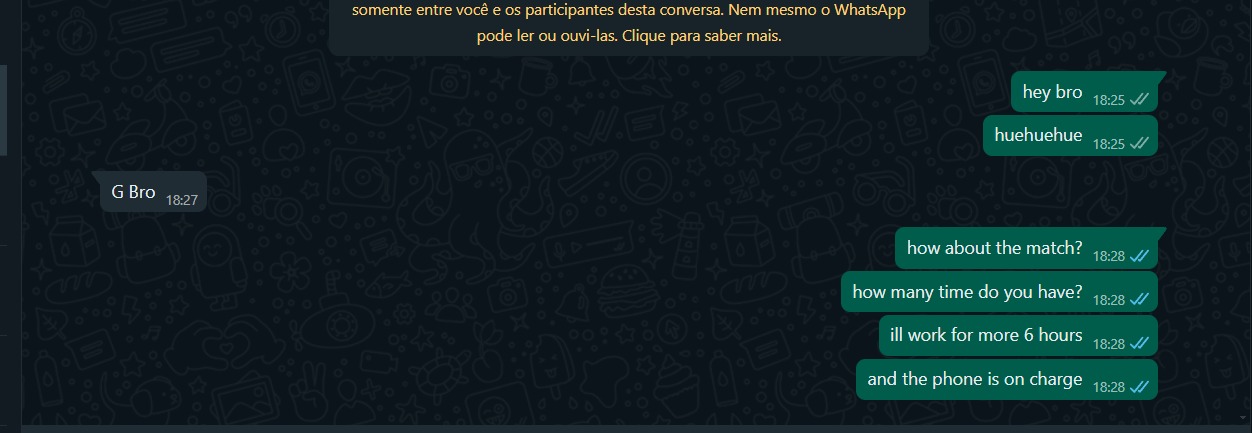 somente entre você e os participantes desta conversa. Nem mesmo o WhatsApp
pode ler ou ouvi-las. Clique para saber mais.
hey bro 18:25
huehuehue 18:25
G Bro 18:27
how about the match? 18:28
how many time do you have? 18:28
ill work for more 6 hours 18:28
and the phone is on charge 18:28